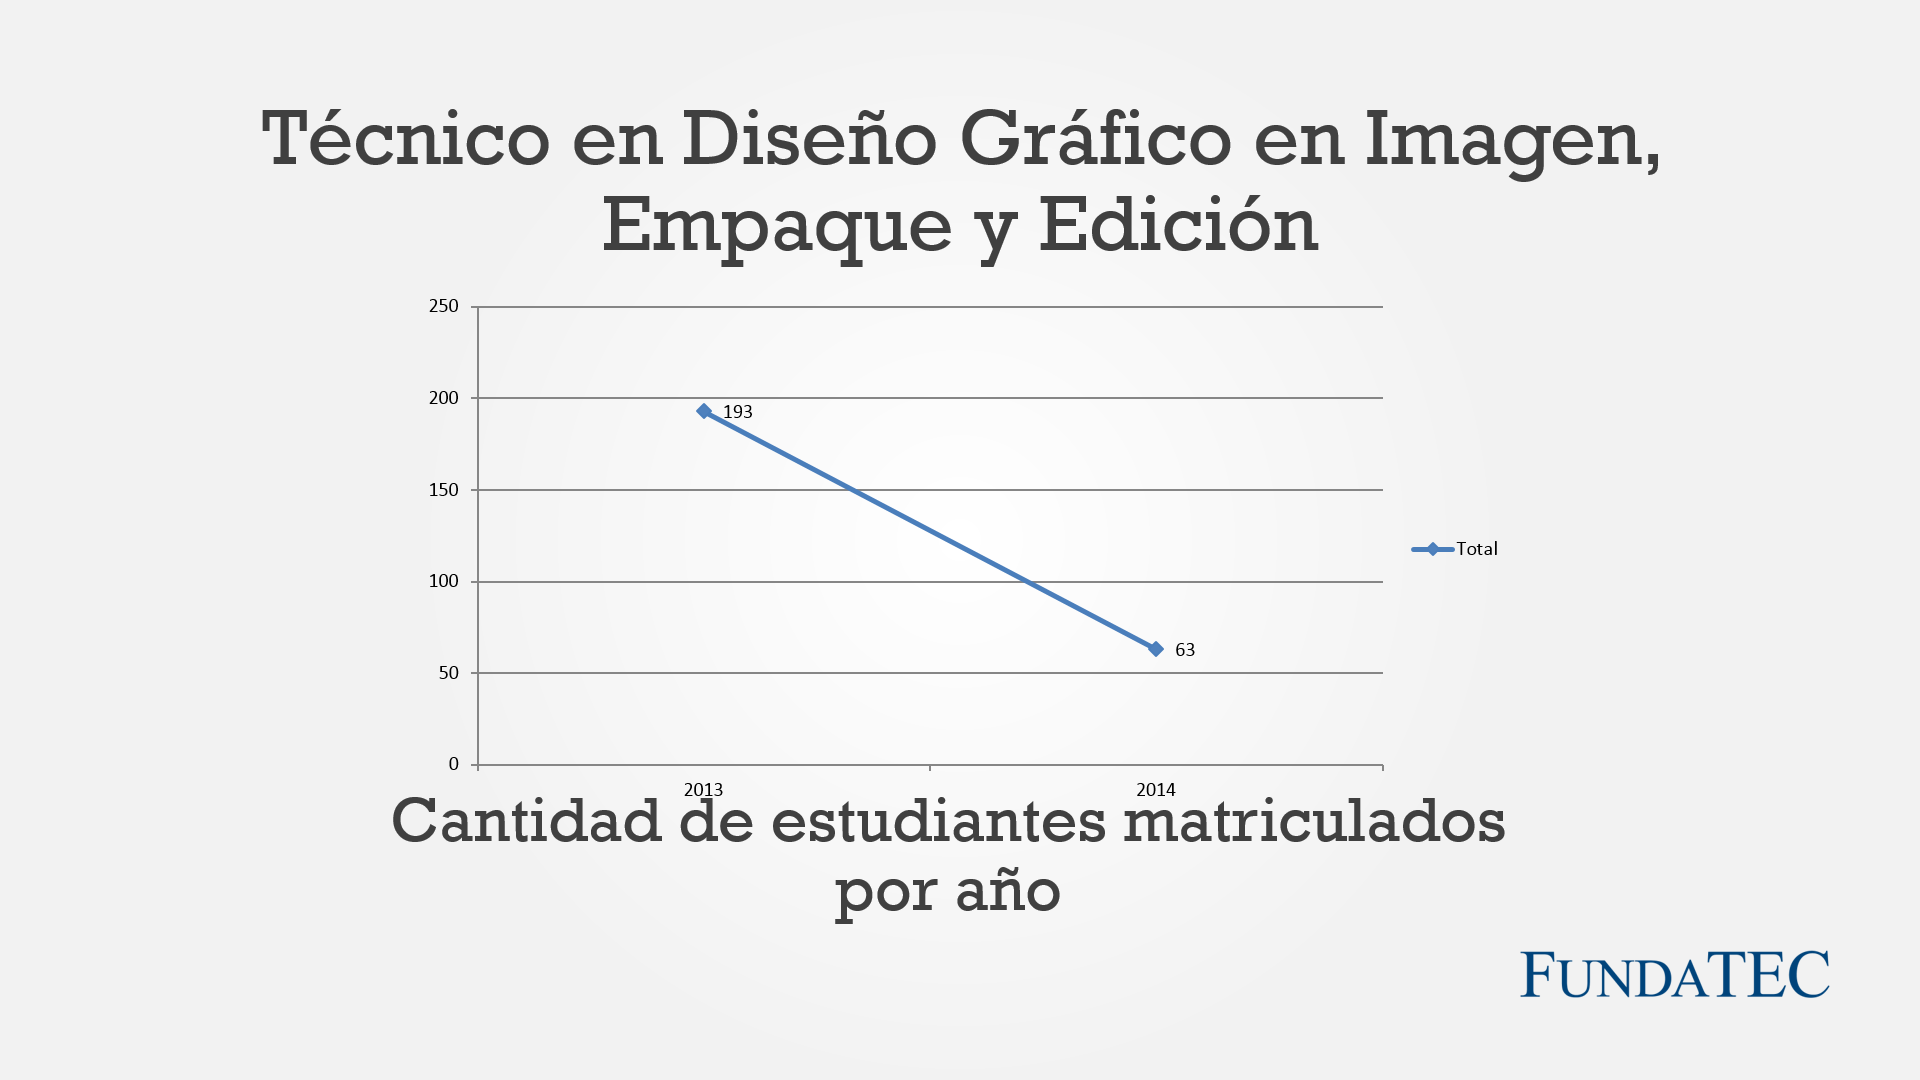 Técnico en Diseño Gráfico en Imagen,
Empaque y Edición
250
200
193
150
Total
100
63
50
0
2013
2014
Cantidad de estudiantes matriculados
por año
FUNDATEC